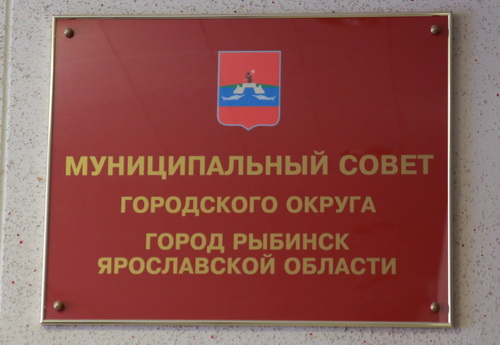 МУНИЦИПАЛЬНЫЙ СОВЕТ
ГОРОДСКОГО ОКРУГА
ГОРОД РЫБИНСК
ЯРОСЛАВСКОЙ ОБЛАСТИ